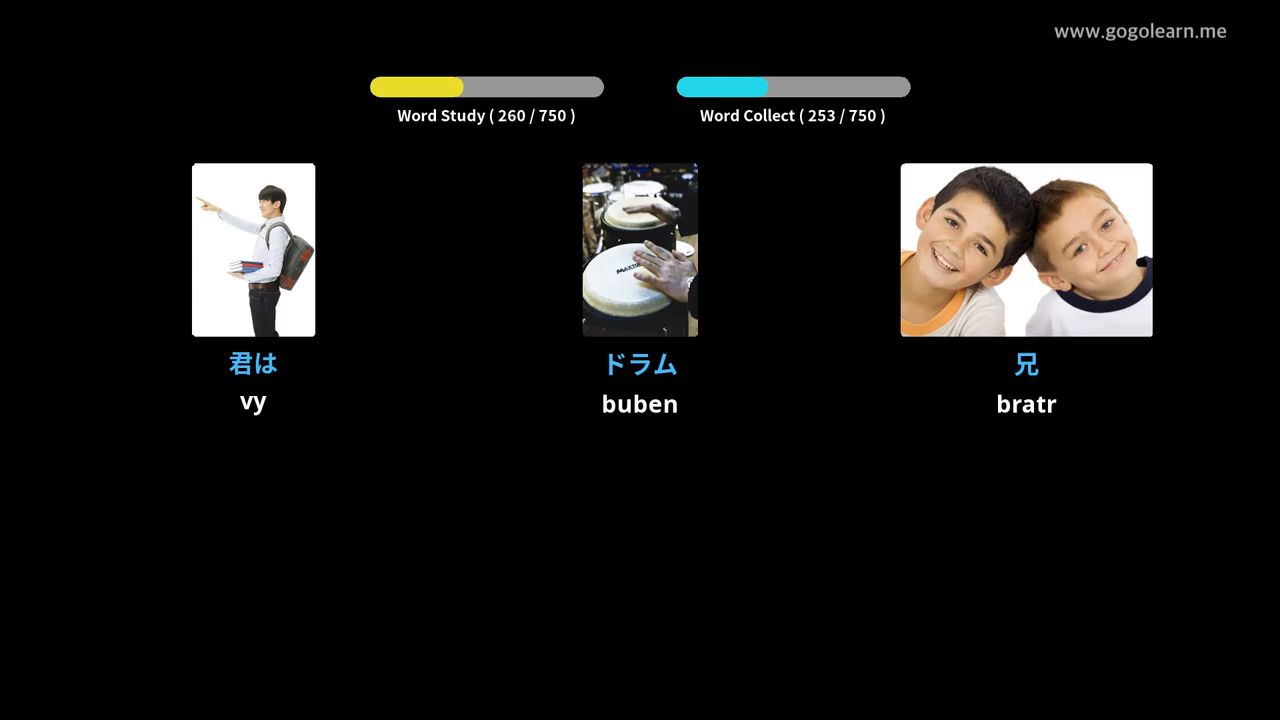 www.gogolearn.me
Word Study ( 260 / 750 )
Word Collect ( 253 / 750 )
君は
ドラム
兄
vy
buben
bratr